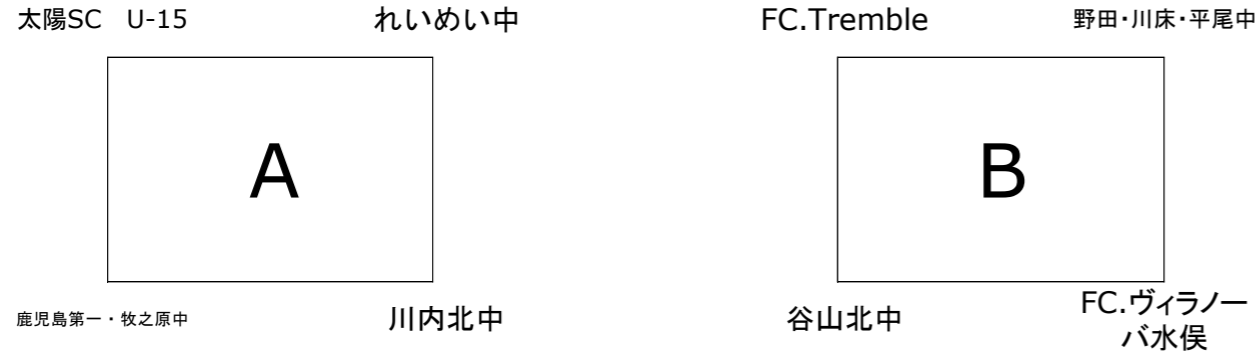 太陽SC　U-15
れいめい中
FC.Tremble
野田・川床・平尾中
A
B
鹿児島第一・牧之原中
川内北中
谷山北中
FC.ヴィラノー
バ水俣